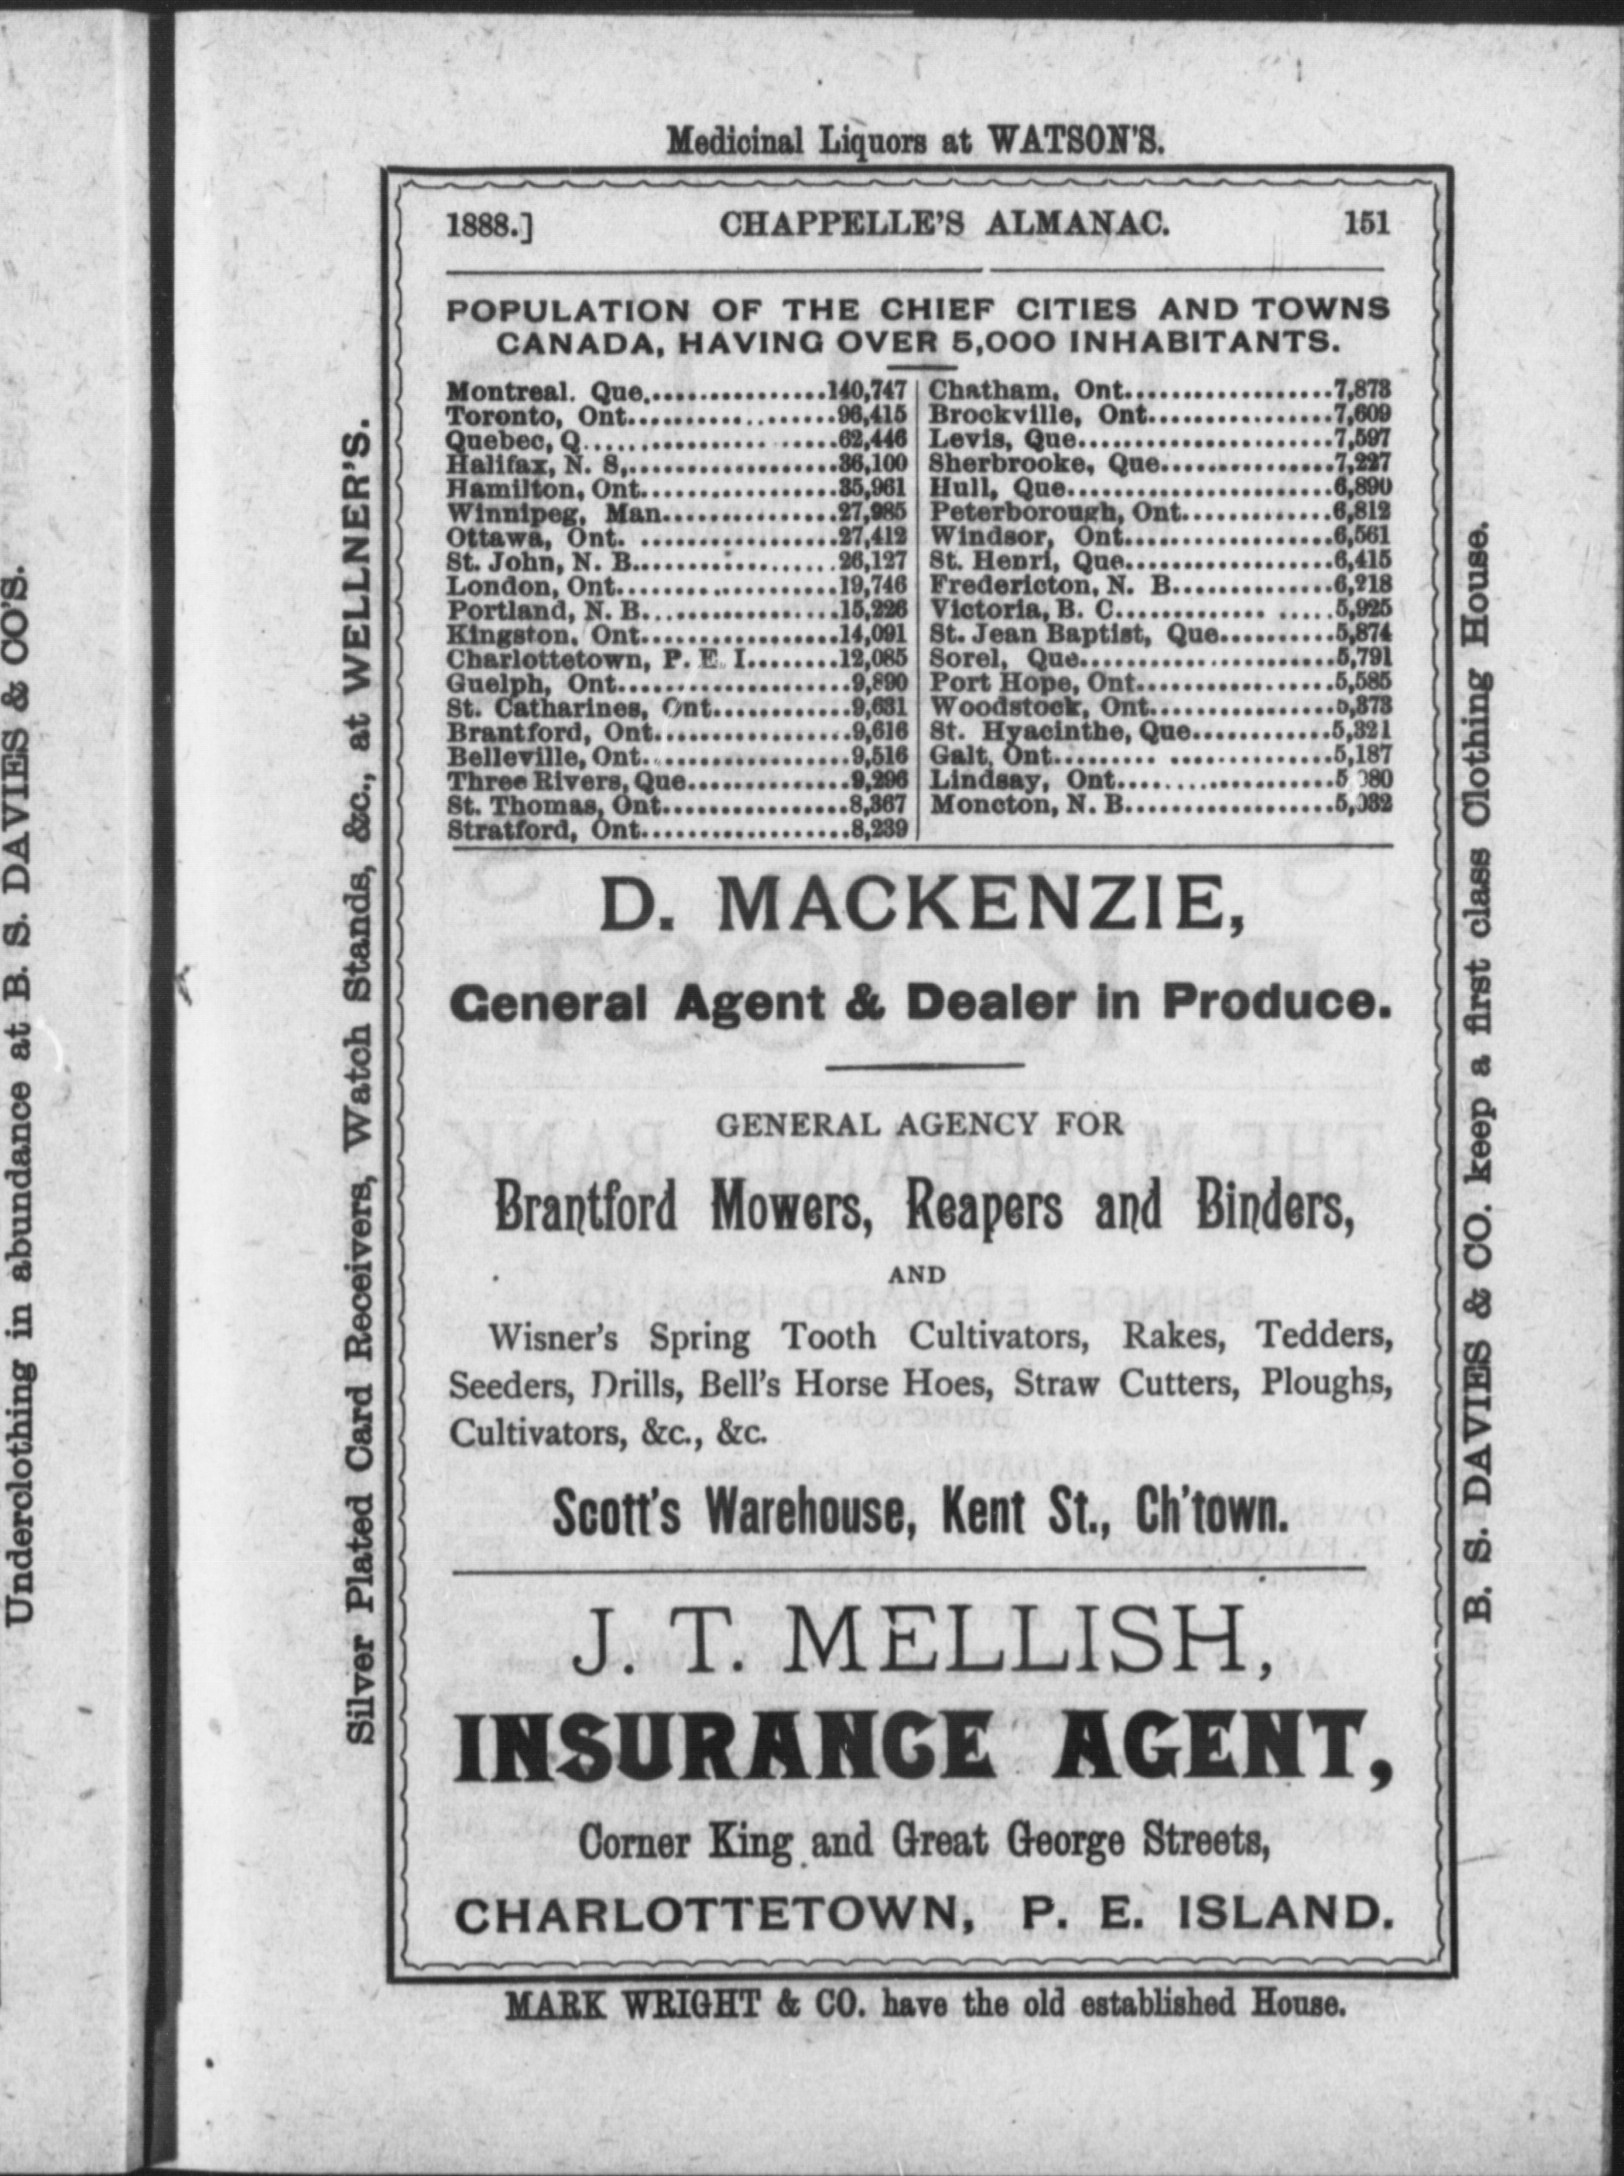 Medicinal Liquors at WATSON'S.
1888.] CHAPPELLE'S ALMANAC. 151
POPULATION OF THE CHIEF CITIES AND TOWNS
CANADA, HAVING OVER 5,000 INHABITANTS.
Montreal. Que. 140,747
Toronto, Ont. 96,415
Quebec, Q. 62,446
Halifax, N. S. 36,100
Hamilton, Ont. 35,961
Winnipeg, Man. 27,985
Ottawa, Ont. 27,412
St. John, N. B. 26,127
London, Ont. 19,746
Portland, N. B. 15,226
Kingston, Ont. 14,091
Charlottetown, P. E. I. 12,085
Guelph, Ont. 9,890
St. Catharines, Ont. 9,631
Brantford, Ont. 9,616
Belleville, Ont. 9,516
Three Rivers, Que. 9,296
St. Thomas, Ont. 8,367
Stratford, Ont. 8,239
Chatham, Ont. 7,873
Brockville, Ont. 7,609
Levis, Que. 7,597
Sherbrooke, Que. 7,227
Hull, Que. 6,890
Peterborough, Ont. 6,812
Windsor, Ont. 6,561
St. Henri, Que. 6,415
Fredericton, N. B. 6,218
Victoria, B. C. 5,925
St. Jean Baptist, Que. 5,874
Sorel, Que. 5,791
Port Hope, Ont. 5,585
Woodstock, Ont. 5,373
St. Hyacinthe, Que. 5,321
Galt, Ont. 5,187
Lindsay, Ont. 5,080
Moncton, N. B. 5,032
D. MACKENZIE,
General Agent & Dealer in Produce.
GENERAL AGENCY FOR
Brantford Mowers, Reapers and Binders,
AND
Wisner's Spring Tooth Cultivators, Rakes, Tedders,
Seeders, Drills, Bell's Horse Hoes, Straw Cutters, Ploughs,
Cultivators, &c., &c.
Scott's Warehouse, Kent St., Ch'town.
J. T. MELLISH,
INSURANCE AGENT,
Corner King and Great George Streets,
CHARLOTTETOWN, P. E. ISLAND.
MARK WRIGHT & CO. have the old established House.
Silver Plated Card Receivers, Watch Stands, &c., at WELLNER'S.
B. S. DAVIES & CO. keep a first class Clothing House.
Underclothing in abundance at B. S. DAVIES & CO'S.